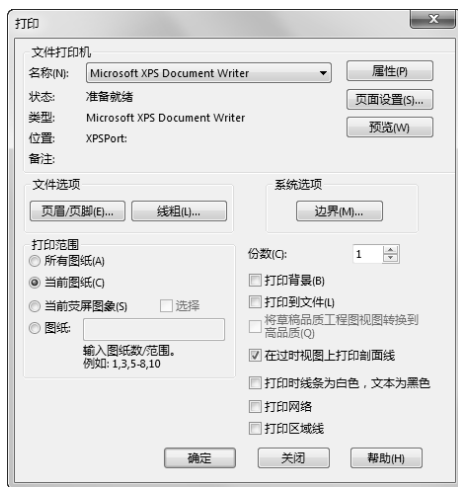 打印
文件打印机
名称(N): Microsoft XPS Document Writer 属性(P)
状态: 准备就绪 页面设置(S)...
类型: Microsoft XPS Document Writer
位置: XPSPort: 预览(W)
备注:
文件选项 系统选项
页眉/页脚(E)... 线粗(L)... 边界(M)...
打印范围
所有图纸(A) 份数(C): 1
当前图纸(C) 打印背景(B)
当前荧屏图象(S) 选择 打印到文件(L)
图纸: 将草稿品质工程图视图转换到
高品质(Q)
输入图纸数/范围。
例如: 1,3,5-8,10
在过时视图上打印剖面线
打印时线条为白色，文本为黑色
打印网络
打印区域线
确定 关闭 帮助(H)